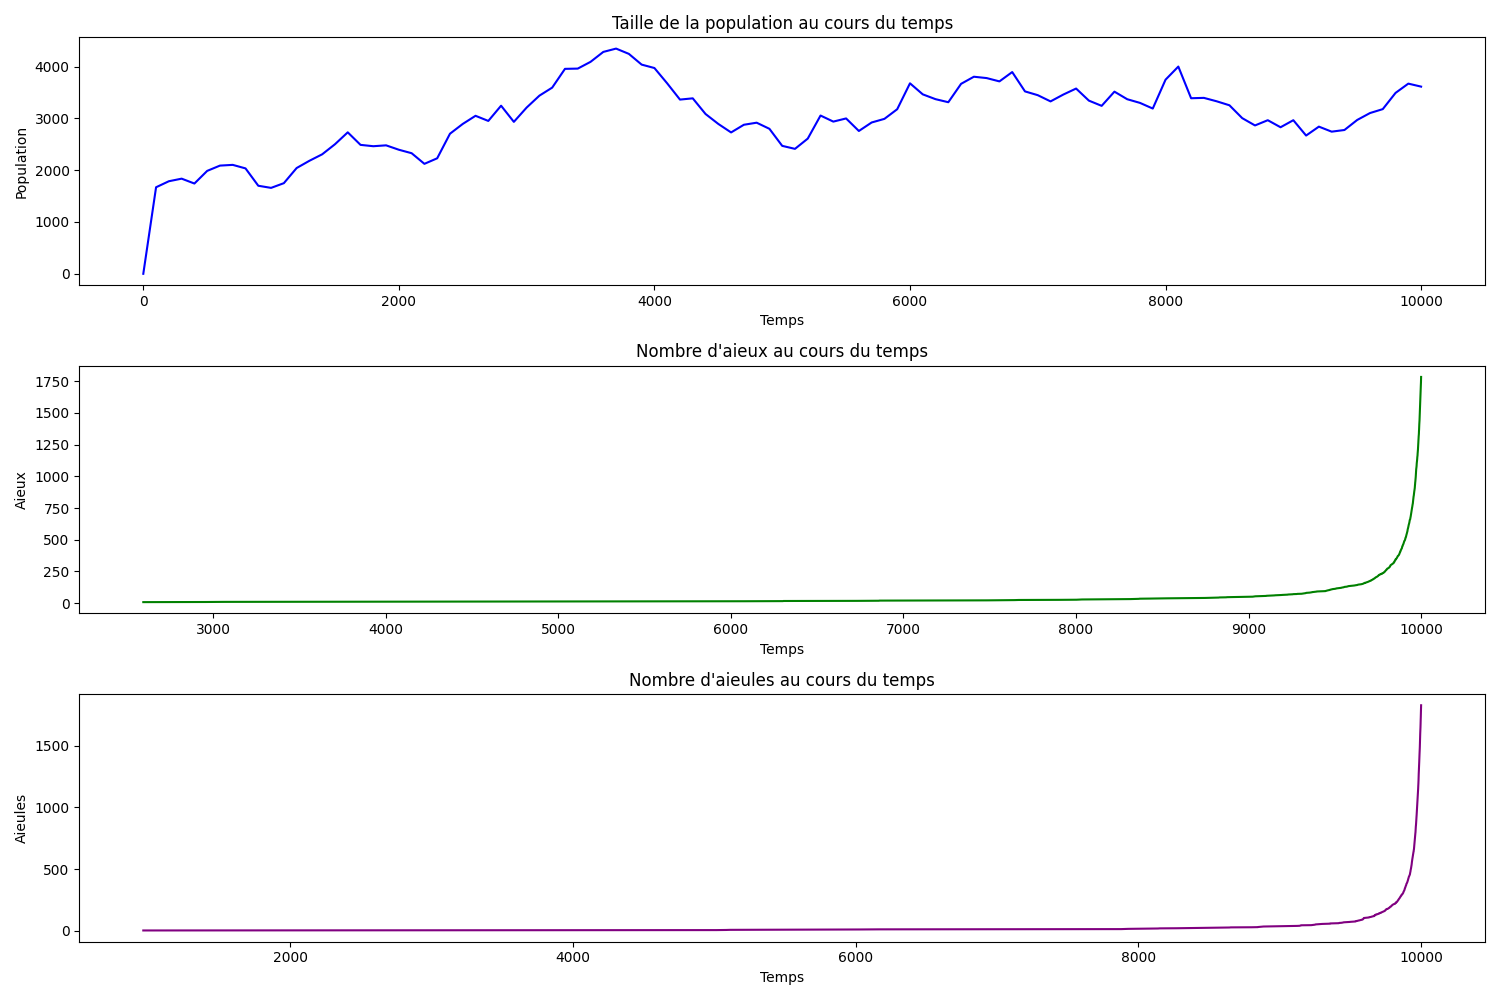 Taille de la population au cours du temps
4000
3000
2000
1000
0
Population
0 2000 4000 6000 8000 10000
Temps
Nombre d'aieux au cours du temps
1750
1500
1250
1000
750
500
250
0
Aieux
3000 4000 5000 6000 7000 8000 9000 10000
Temps
Nombre d'aieules au cours du temps
1500
1000
500
0
Aieules
2000 4000 6000 8000 10000
Temps